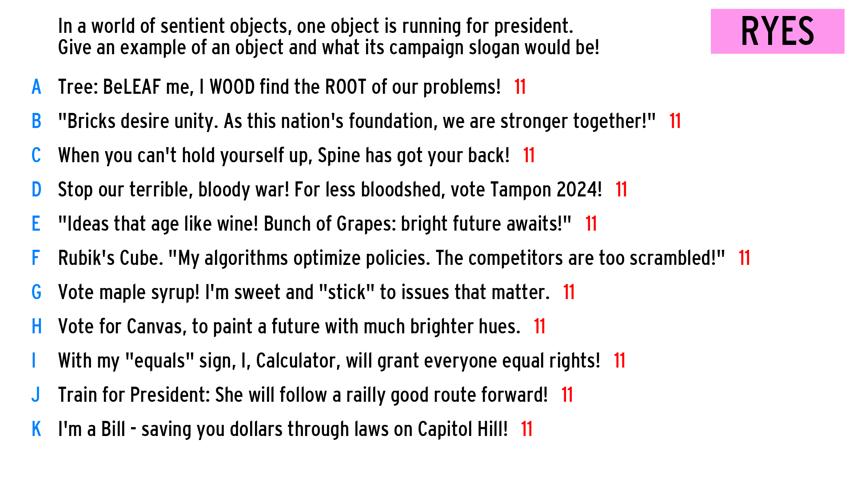 In a world of sentient objects, one object is running for president.
Give an example of an object and what its campaign slogan would be!
RYES
A Tree: BeLEAF me, I WOOD find the ROOT of our problems! 11
B "Bricks desire unity. As this nation's foundation, we are stronger together!" 11
C When you can't hold yourself up, Spine has got your back! 11
D Stop our terrible, bloody war! For less bloodshed, vote Tampon 2024! 11
E "Ideas that age like wine! Bunch of Grapes: bright future awaits!" 11
F Rubik's Cube. "My algorithms optimize policies. The competitors are too scrambled!" 11
G Vote maple syrup! I'm sweet and "stick" to issues that matter. 11
H Vote for Canvas, to paint a future with much brighter hues. 11
I With my "equals" sign, I, Calculator, will grant everyone equal rights! 11
J Train for President: She will follow a railly good route forward! 11
K I'm a Bill - saving you dollars through laws on Capitol Hill! 11